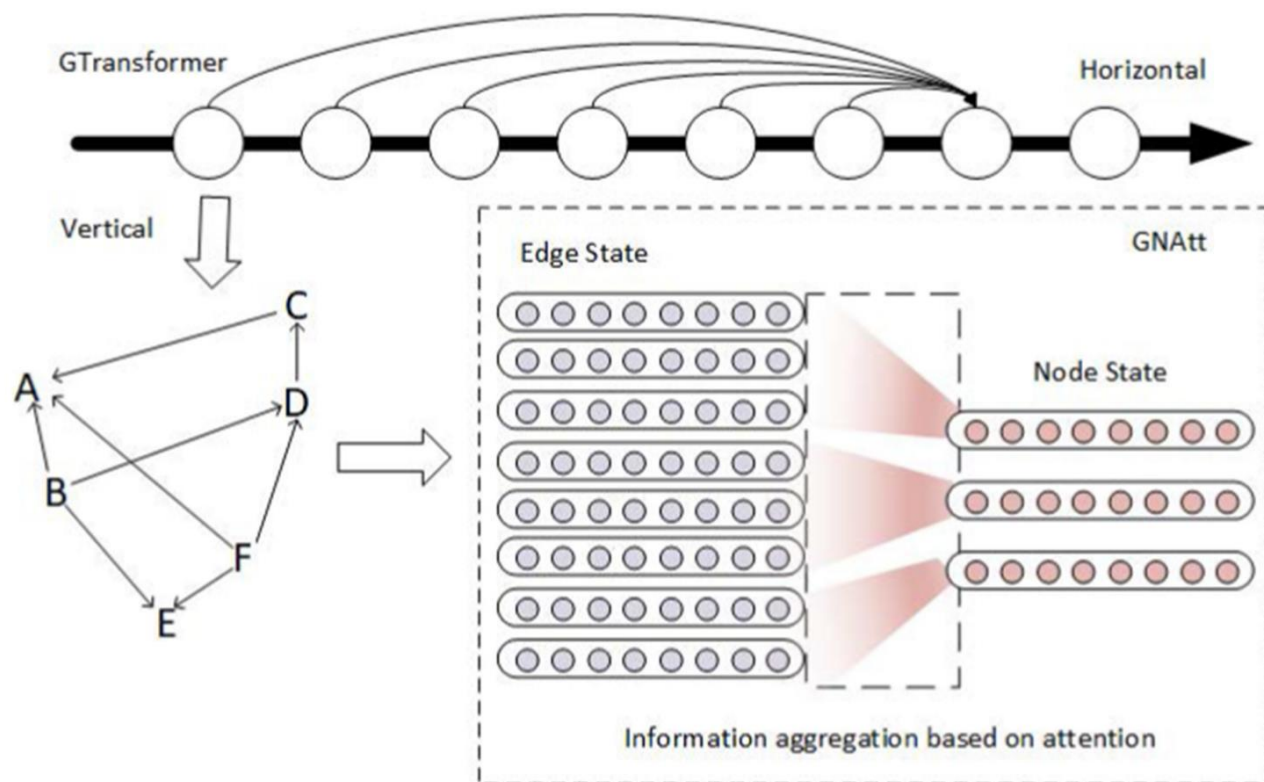 GTransformer
Horizontal
Vertical
GNAtt
Edge State
C
A
D
Node State
B
F
E
Information aggregation based on attention